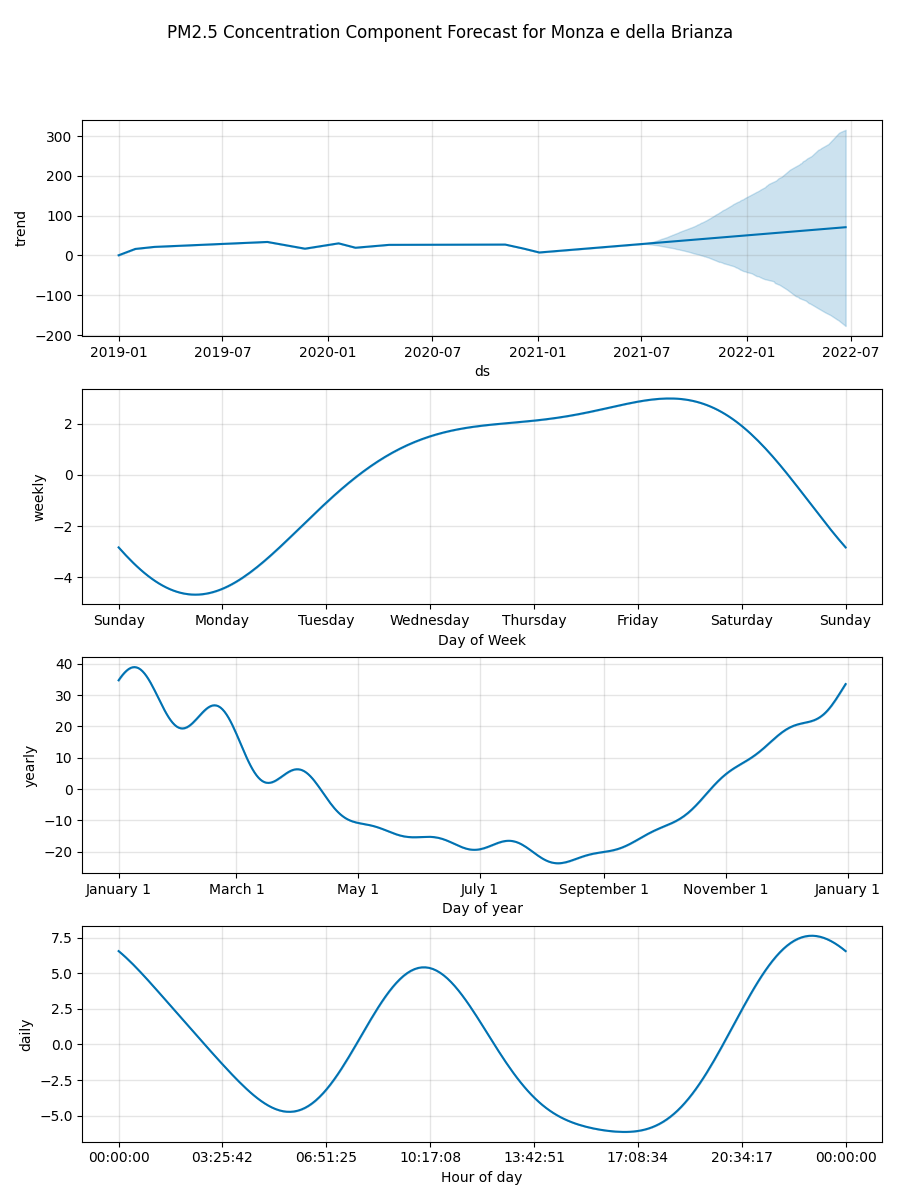 PM2.5 Concentration Component Forecast for Monza e della Brianza
300
200
100
0
−100
−200
trend
2019-01 2019-07 2020-01 2020-07 2021-01 2021-07 2022-01 2022-07
ds
2
0
−2
−4
weekly
Sunday Monday Tuesday Wednesday Thursday Friday Saturday Sunday
Day of Week
40
30
20
10
0
−10
−20
yearly
January 1 March 1 May 1 July 1 September 1 November 1 January 1
Day of year
7.5
5.0
2.5
0.0
−2.5
−5.0
daily
00:00:00 03:25:42 06:51:25 10:17:08 13:42:51 17:08:34 20:34:17 00:00:00
Hour of day